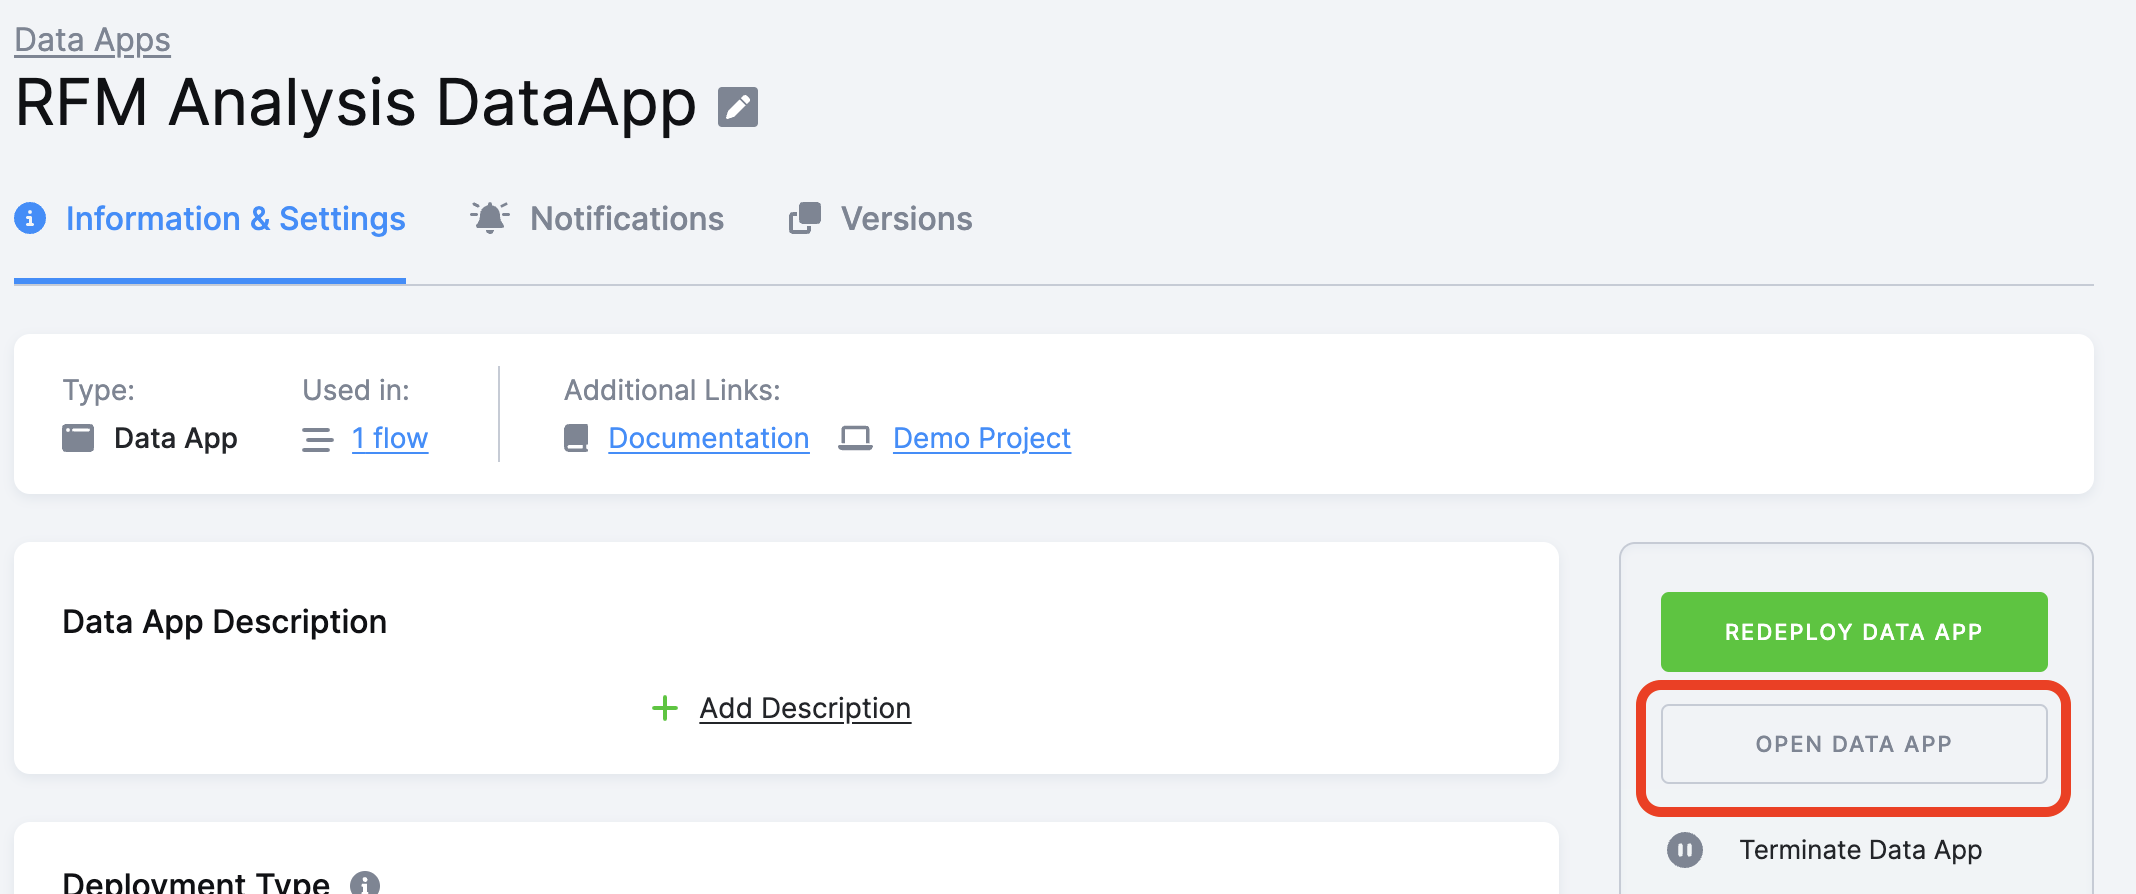 Data Apps
RFM Analysis DataApp
Information & Settings
Notifications
Versions
Type:
Data App
Used in:
1 flow
Additional Links:
Documentation
Demo Project
Data App Description
Add Description
REDEPLOY DATA APP
OPEN DATA APP
Terminate Data App
Deployment Type